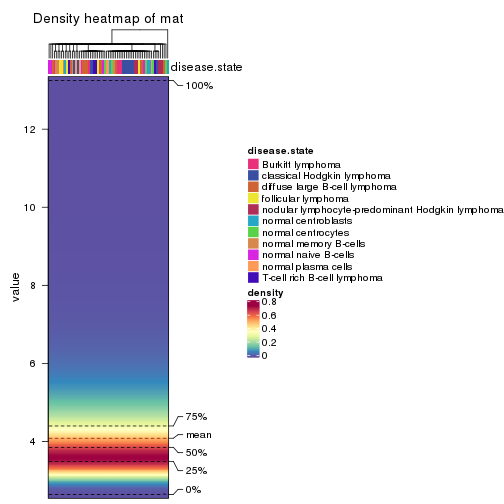 Density heatmap of mat
disease.state
100%
12
10
8
6
4
value
75%
mean
50%
25%
0%
disease.state
Burkitt lymphoma
classical Hodgkin lymphoma
diffuse large B-cell lymphoma
follicular lymphoma
nodular lymphocyte-predominant Hodgkin lymphoma
normal centroblasts
normal centrocytes
normal memory B-cells
normal naive B-cells
normal plasma cells
T-cell rich B-cell lymphoma
density
0.8
0.6
0.4
0.2
0